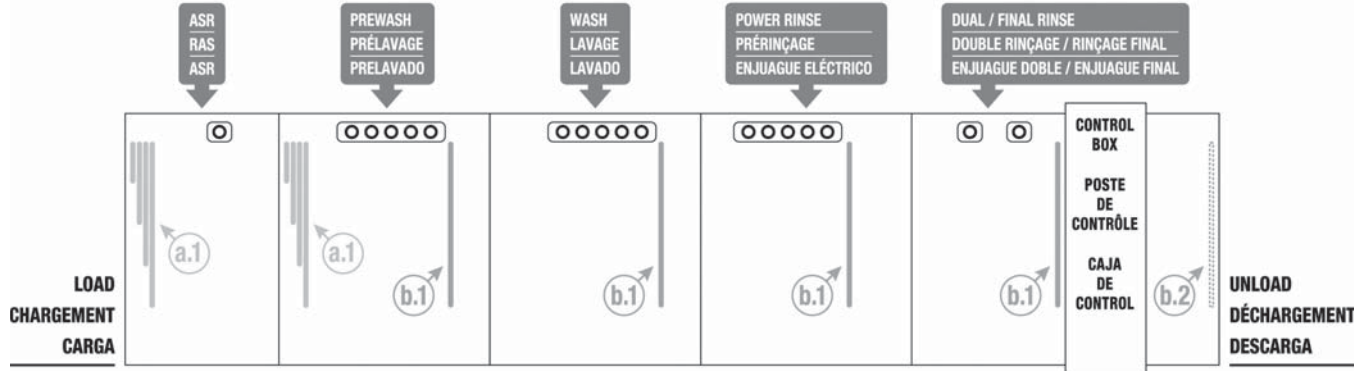 ASR
RAS
ASR
PREWASH
PRÉLAVAGE
PRELAVADO
WASH
LAVAGE
LAVADO
POWER RINSE
PRÉRINÇAGE
ENJUAGUE ELÉCTRICO
DUAL / FINAL RINSE
DOUBLE RINÇAGE / RINÇAGE FINAL
ENJUAGUE DOBLE / ENJUAGUE FINAL
CONTROL
BOX
POSTE
DE
CONTRÔLE
CAJA
DE
CONTROL
a.1
a.1
b.1
b.1
b.1
b.1
b.2
LOAD
CHARGEMENT
CARGA
UNLOAD
DÉCHARGEMENT
DESCARGA